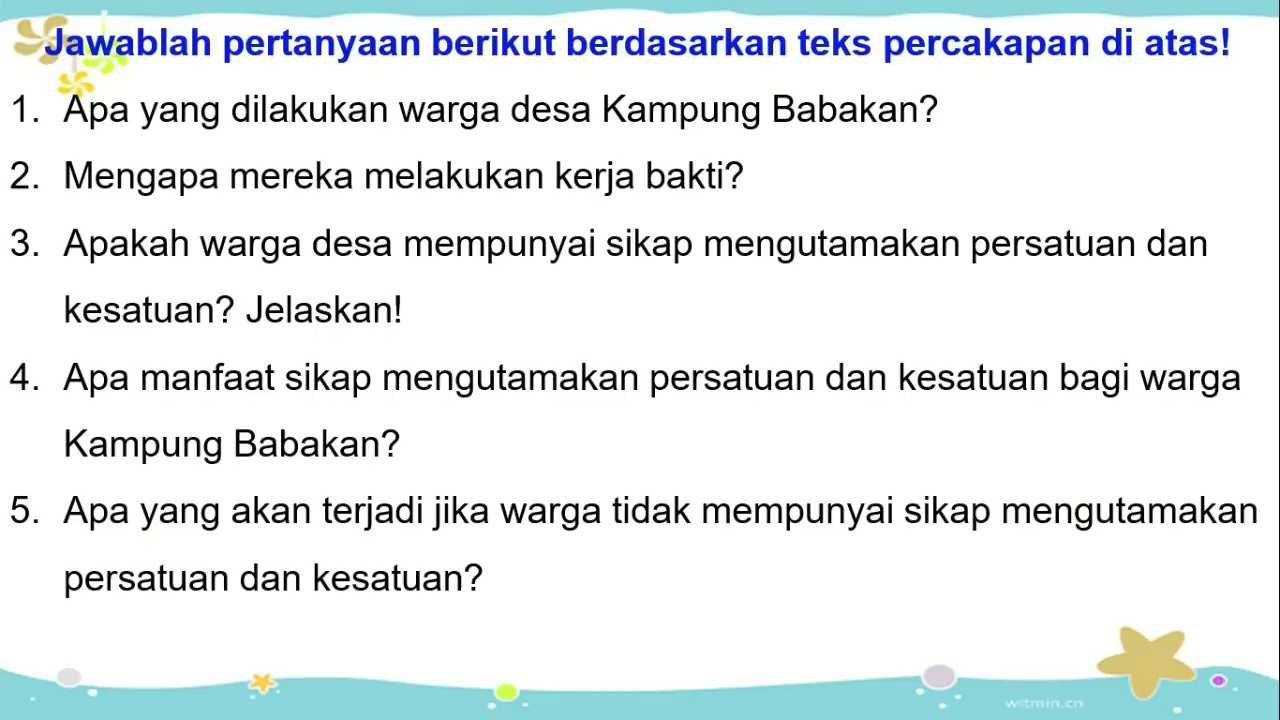 Jawablah pertanyaan berikut berdasarkan teks percakapan di atas!
1. Apa yang dilakukan warga desa Kampung Babakan?
2. Mengapa mereka melakukan kerja bakti?
3. Apakah warga desa mempunyai sikap mengutamakan persatuan dan
kesatuan? Jelaskan!
4. Apa manfaat sikap mengutamakan persatuan dan kesatuan bagi warga
Kampung Babakan?
5. Apa yang akan terjadi jika warga tidak mempunyai sikap mengutamakan
persatuan dan kesatuan?
witmin.cn